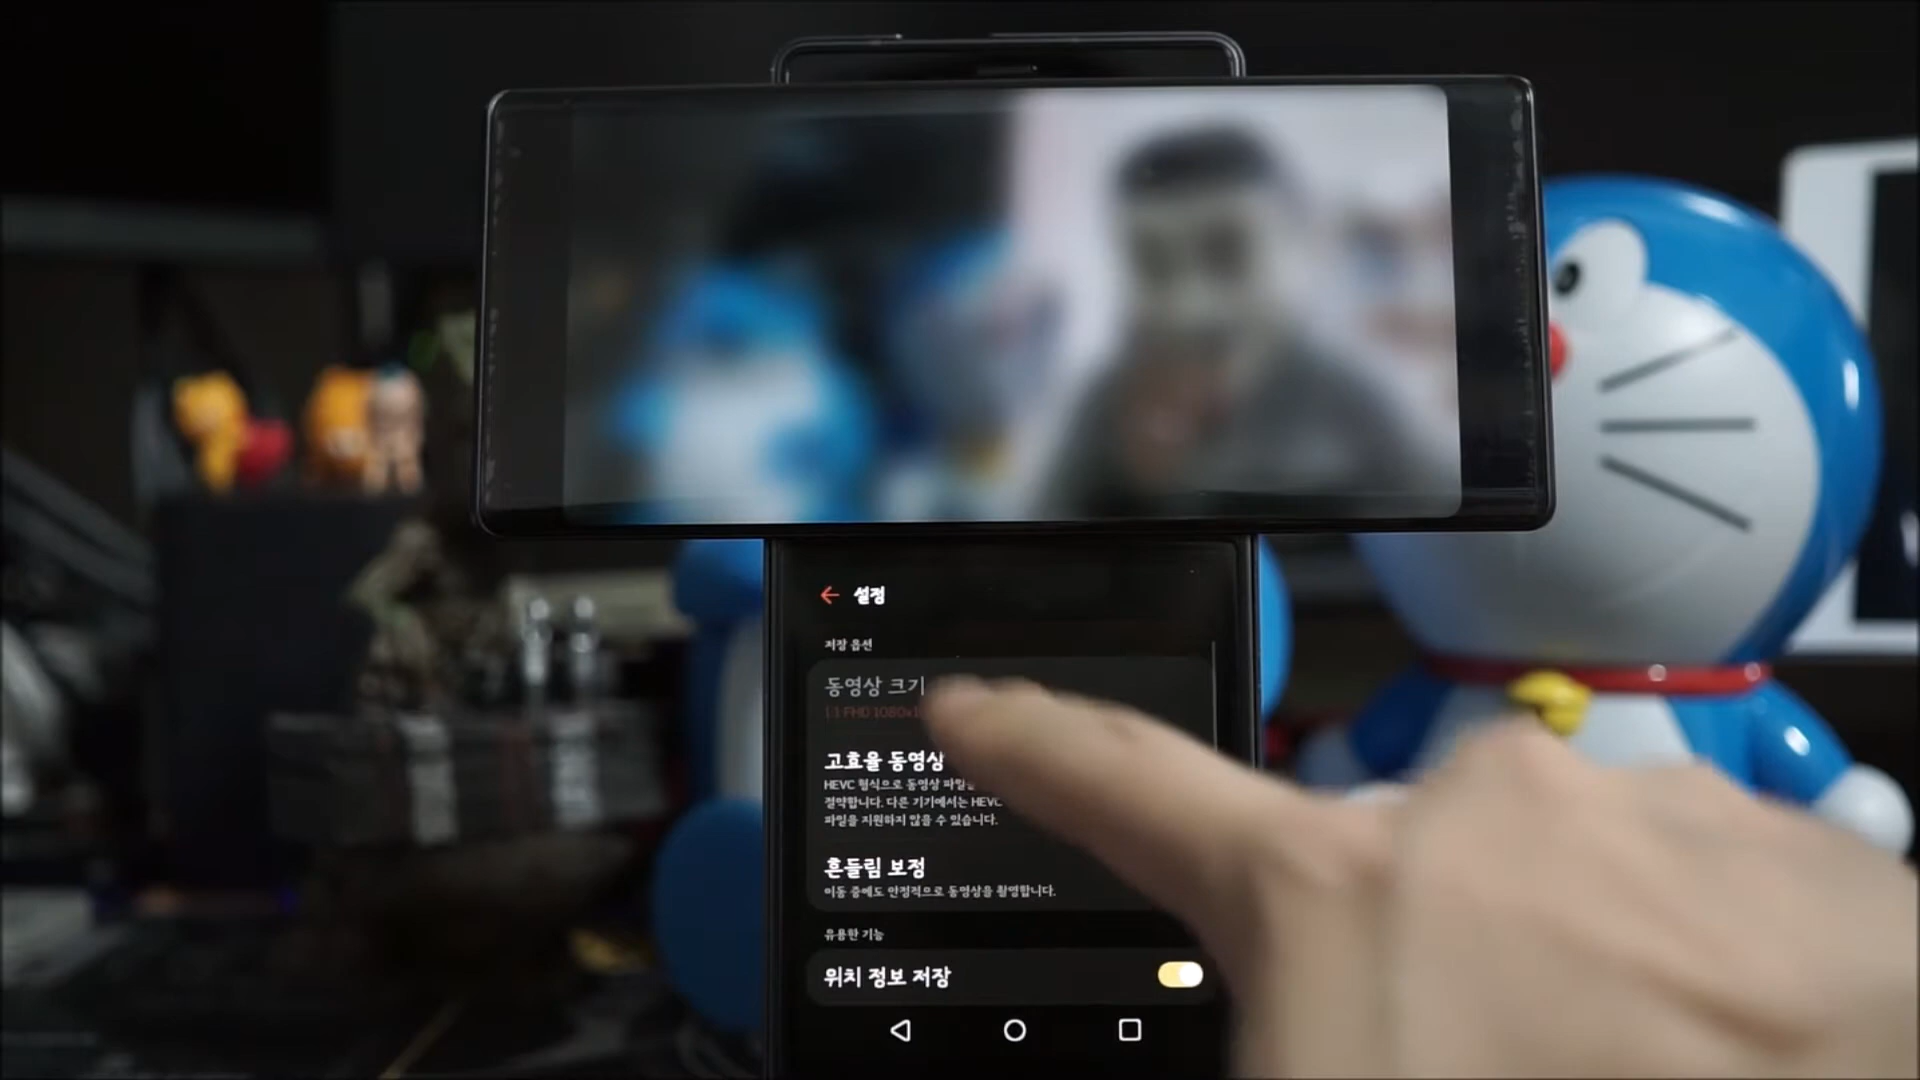 설정
저장 옵션
동영상 크기
FHD 1080x
고효율 동영상
HEVC 형식으로 동영상 파일을
절약합니다. 다른 기기에서는 HEVC
파일을 지원하지 않을 수 있습니다.
흔들림 보정
이동 중에도 안정적으로 동영상을 촬영합니다.
유용한 기능
위치 정보 저장